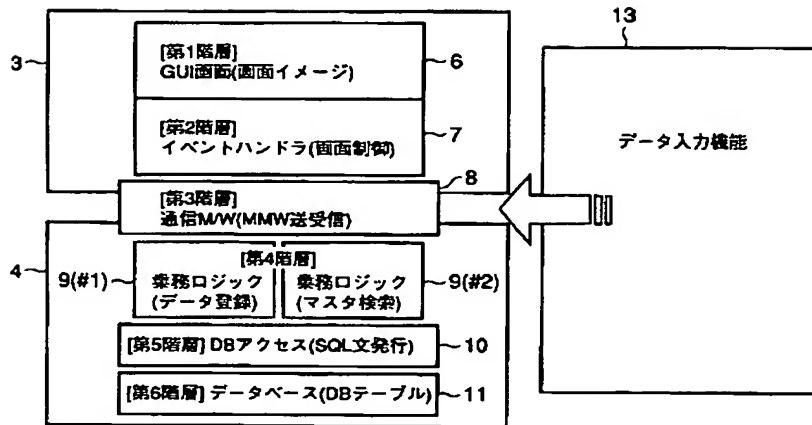 13
3
[第1階層]
GUI画面(画面イメージ)
6
[第2階層]
イベントハンドラ(画面制御)
7
データ入力機能
8
[第3階層]
通信M/W(MMW送受信)
4
[第4階層]
9(#1)
業務ロジック
(データ登録)
業務ロジック
(マスタ検索)
9(#2)
[第5階層] DBアクセス(SQL文発行)
10
[第6階層] データベース(DBテーブル)
11